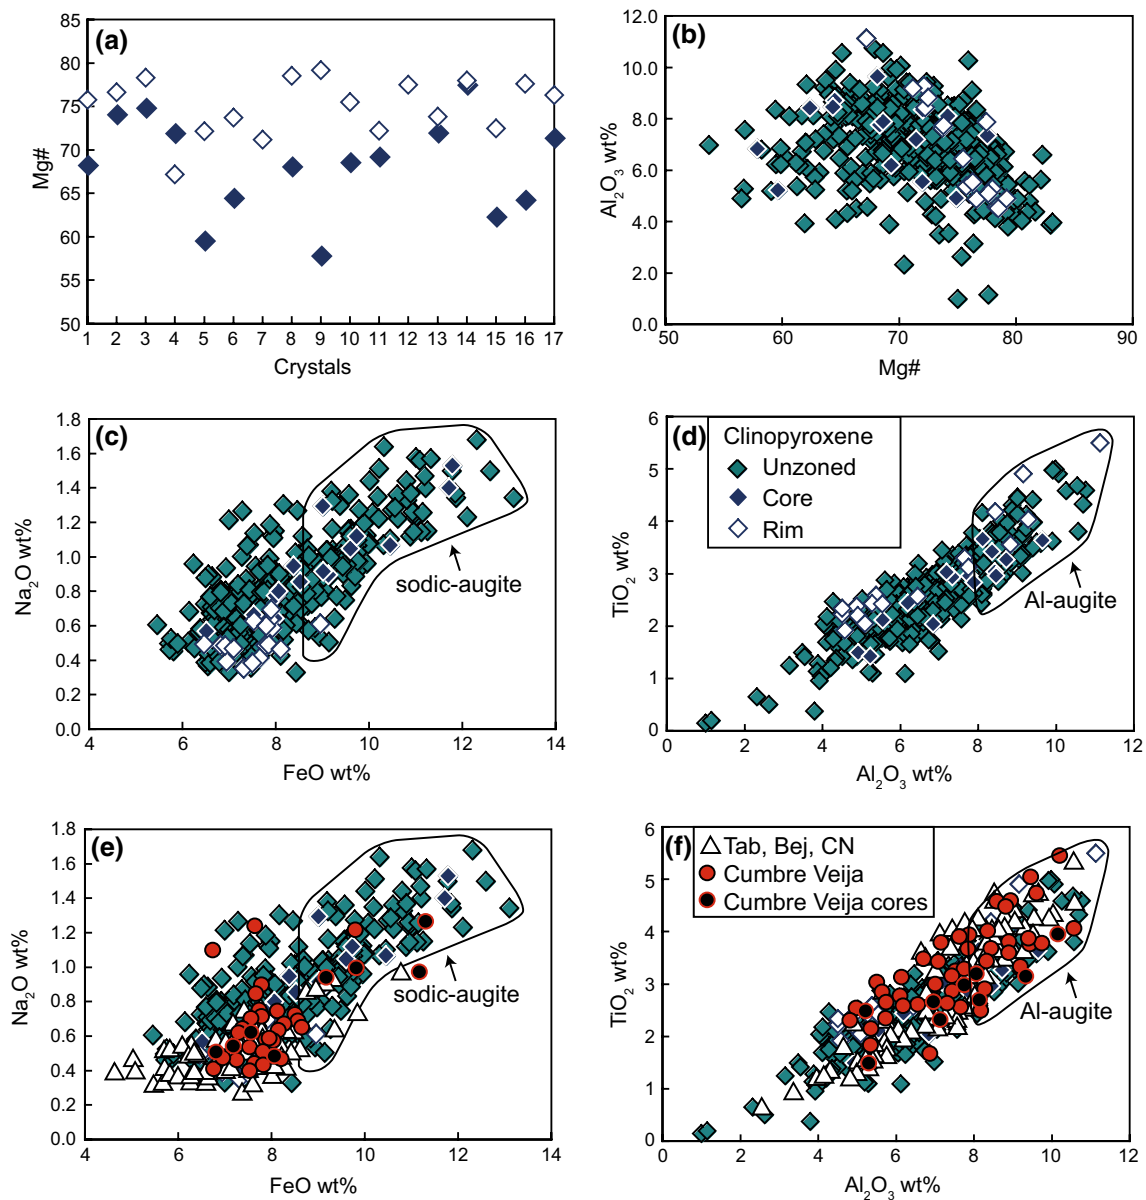 (a)
85
80
75
70
65
60
55
50
Mg#
1 2 3 4 5 6 7 8 9 10 11 12 13 14 15 16 17
Crystals
(b)
12.0
10.0
8.0
6.0
4.0
2.0
0.0
Al2O3 wt%
50 60 70 80 90
Mg#
(c)
1.8
1.6
1.4
1.2
1.0
0.8
0.6
0.4
0.2
0.0
Na2O wt%
sodic-augite
4 6 8 10 12 14
FeO wt%
(d)
6
5
4
3
2
1
0
TiO2 wt%
Clinopyroxene
Unzoned
Core
Rim
Al-augite
0 2 4 6 8 10 12
Al2O3 wt%
(e)
1.8
1.6
1.4
1.2
1.0
0.8
0.6
0.4
0.2
0.0
Na2O wt%
sodic-augite
4 6 8 10 12 14
FeO wt%
(f)
6
5
4
3
2
1
0
TiO2 wt%
Tab, Bej, CN
Cumbre Veija
Cumbre Veija cores
Al-augite
0 2 4 6 8 10 12
Al2O3 wt%